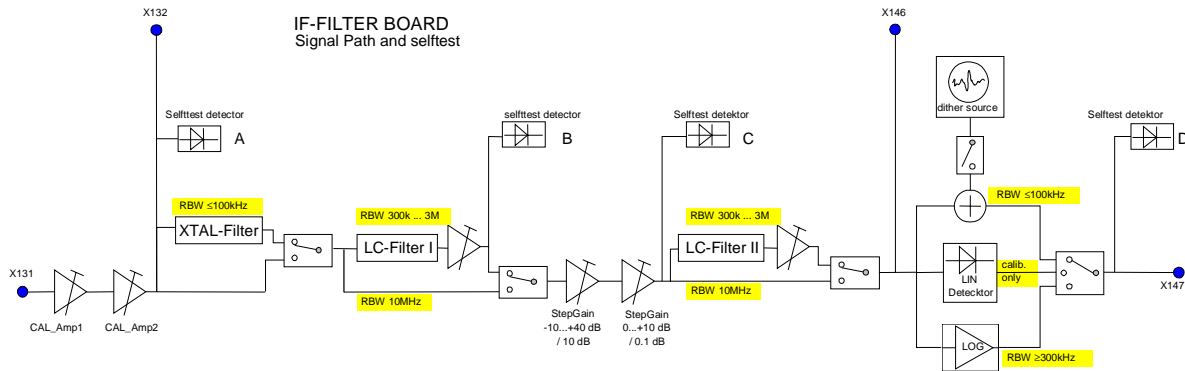 X132
IF-FILTER BOARD
Signal Path and selftest
X146
dither source
Selfttest detector
A
selfttest detector
B
Selftest detektor
C
Selftest detektor
D
RBW ≤100kHz
XTAL-Filter
RBW 300k ... 3M
LC-Filter I
RBW 300k ... 3M
LC-Filter II
RBW ≤100kHz
X131
CAL_Amp1
CAL_Amp2
RBW 10MHz
StepGain
-10...+40 dB
/ 10 dB
StepGain
0...+10 dB
/ 0.1 dB
RBW 10MHz
LIN
Detecktor
calib.
only
X147
LOG
RBW ≥300kHz